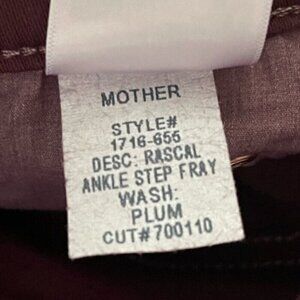 MOTHER
STYLE#
1716-655
DESC: RASCAL
ANKLE STEP FRAY
WASH:
PLUM
CUT#700110